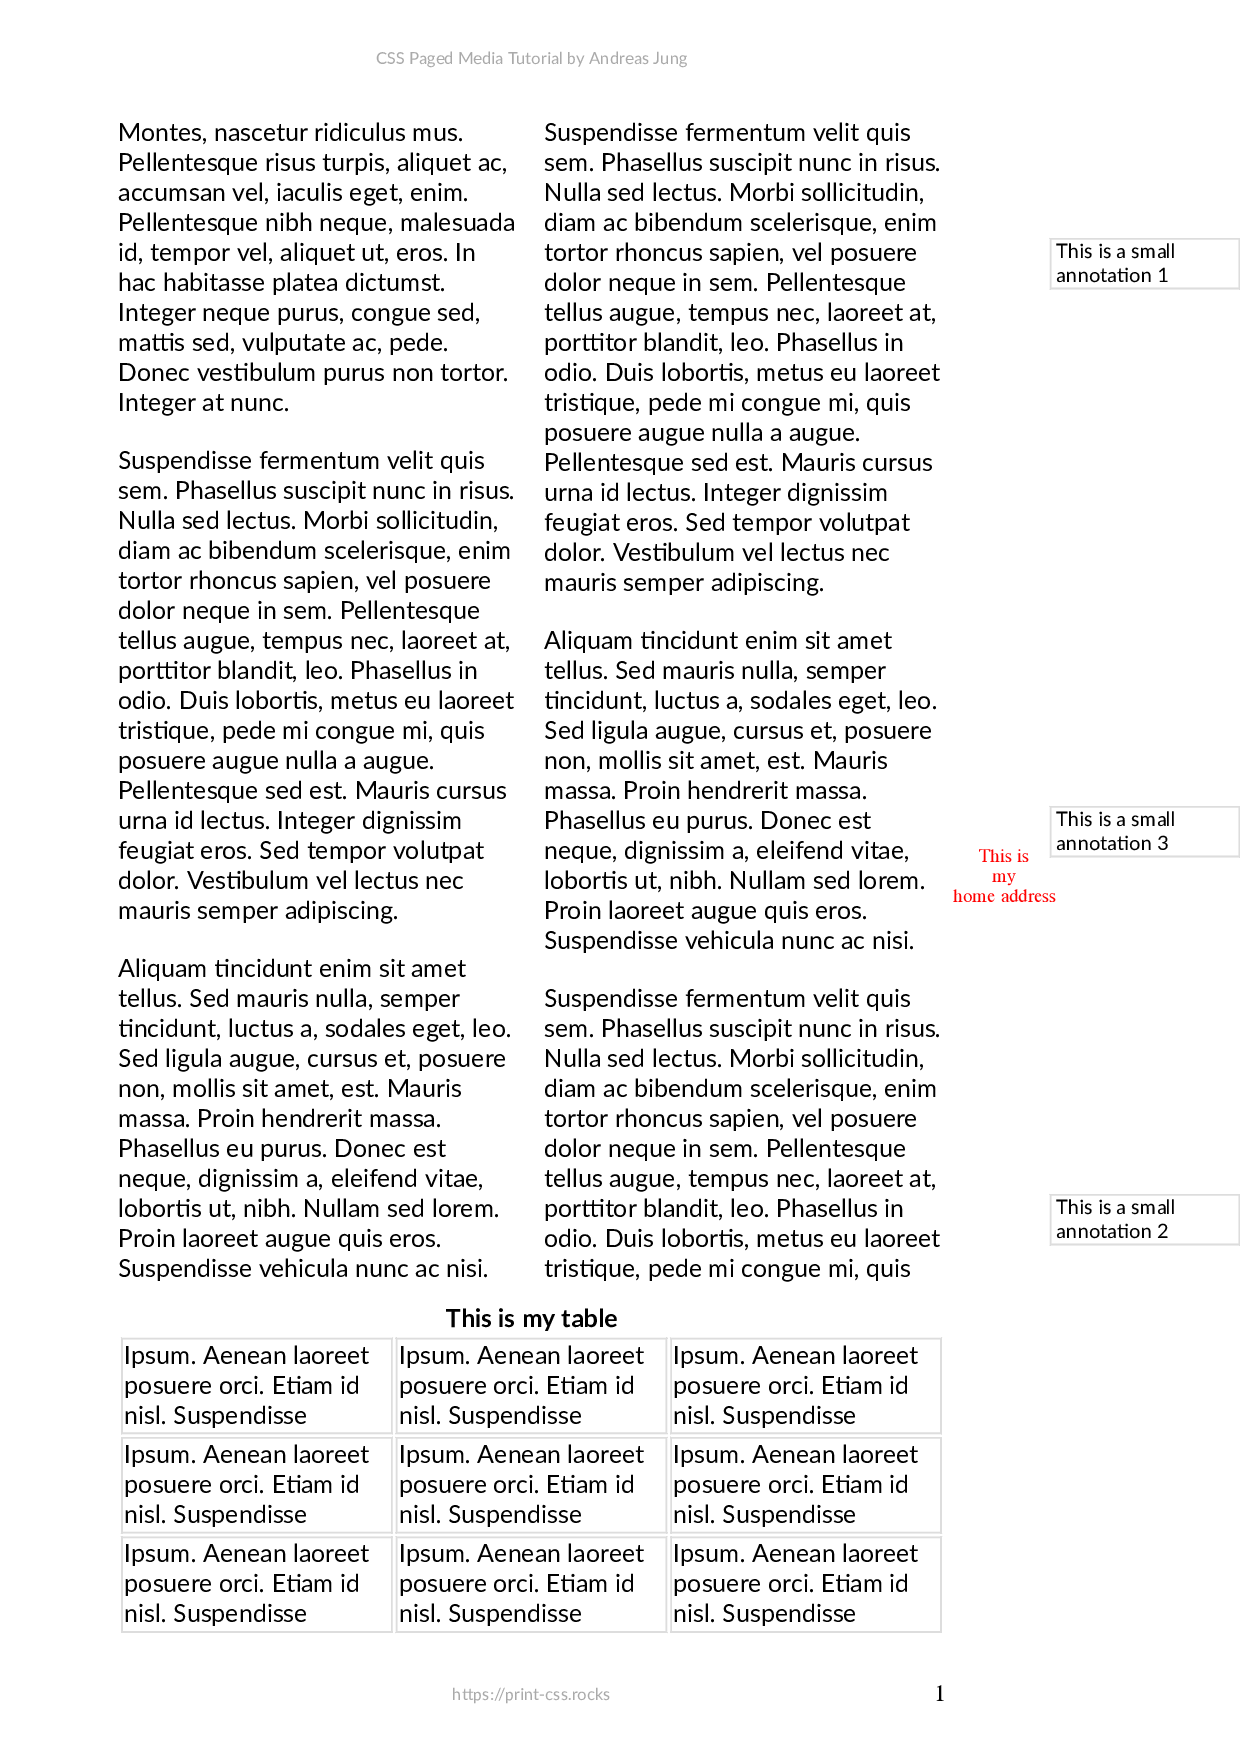 CSS Paged Media Tutorial by Andreas Jung
Montes, nascetur ridiculus mus.
Pellentesque risus turpis, aliquet ac,
accumsan vel, iaculis eget, enim.
Pellentesque nibh neque, malesuada
id, tempor vel, aliquet ut, eros. In
hac habitasse platea dictumst.
Integer neque purus, congue sed,
mattis sed, vulputate ac, pede.
Donec vestibulum purus non tortor.
Integer at nunc.
Suspendisse fermentum velit quis
sem. Phasellus suscipit nunc in risus.
Nulla sed lectus. Morbi sollicitudin,
diam ac bibendum scelerisque, enim
tortor rhoncus sapien, vel posuere
dolor neque in sem. Pellentesque
tellus augue, tempus nec, laoreet at,
porttitor blandit, leo. Phasellus in
odio. Duis lobortis, metus eu laoreet
tristique, pede mi congue mi, quis
posuere augue nulla a augue.
Pellentesque sed est. Mauris cursus
urna id lectus. Integer dignissim
feugiat eros. Sed tempor volutpat
dolor. Vestibulum vel lectus nec
mauris semper adipiscing.
Aliquam tincidunt enim sit amet
tellus. Sed mauris nulla, semper
tincidunt, luctus a, sodales eget, leo.
Sed ligula augue, cursus et, posuere
non, mollis sit amet, est. Mauris
massa. Proin hendrerit massa.
Phasellus eu purus. Donec est
neque, dignissim a, eleifend vitae,
lobortis ut, nibh. Nullam sed lorem.
Proin laoreet augue quis eros.
Suspendisse vehicula nunc ac nisi.
Suspendisse fermentum velit quis
sem. Phasellus suscipit nunc in risus.
Nulla sed lectus. Morbi sollicitudin,
diam ac bibendum scelerisque, enim
tortor rhoncus sapien, vel posuere
dolor neque in sem. Pellentesque
tellus augue, tempus nec, laoreet at,
porttitor blandit, leo. Phasellus in
odio. Duis lobortis, metus eu laoreet
tristique, pede mi congue mi, quis
posuere augue nulla a augue.
Pellentesque sed est. Mauris cursus
urna id lectus. Integer dignissim
feugiat eros. Sed tempor volutpat
dolor. Vestibulum vel lectus nec
mauris semper adipiscing.
Aliquam tincidunt enim sit amet
tellus. Sed mauris nulla, semper
tincidunt, luctus a, sodales eget, leo.
Sed ligula augue, cursus et, posuere
non, mollis sit amet, est. Mauris
massa. Proin hendrerit massa.
Phasellus eu purus. Donec est
neque, dignissim a, eleifend vitae,
lobortis ut, nibh. Nullam sed lorem.
Proin laoreet augue quis eros.
Suspendisse vehicula nunc ac nisi.
Suspendisse fermentum velit quis
sem. Phasellus suscipit nunc in risus.
Nulla sed lectus. Morbi sollicitudin,
diam ac bibendum scelerisque, enim
tortor rhoncus sapien, vel posuere
dolor neque in sem. Pellentesque
tellus augue, tempus nec, laoreet at,
porttitor blandit, leo. Phasellus in
odio. Duis lobortis, metus eu laoreet
tristique, pede mi congue mi, quis
This is a small
annotation 1
This is a small
annotation 3
This is
my
home address
This is a small
annotation 2
This is my table
Ipsum. Aenean laoreet
posuere orci. Etiam id
nisl. Suspendisse
Ipsum. Aenean laoreet
posuere orci. Etiam id
nisl. Suspendisse
Ipsum. Aenean laoreet
posuere orci. Etiam id
nisl. Suspendisse
Ipsum. Aenean laoreet
posuere orci. Etiam id
nisl. Suspendisse
Ipsum. Aenean laoreet
posuere orci. Etiam id
nisl. Suspendisse
Ipsum. Aenean laoreet
posuere orci. Etiam id
nisl. Suspendisse
Ipsum. Aenean laoreet
posuere orci. Etiam id
nisl. Suspendisse
Ipsum. Aenean laoreet
posuere orci. Etiam id
nisl. Suspendisse
Ipsum. Aenean laoreet
posuere orci. Etiam id
nisl. Suspendisse
https://print-css.rocks
1